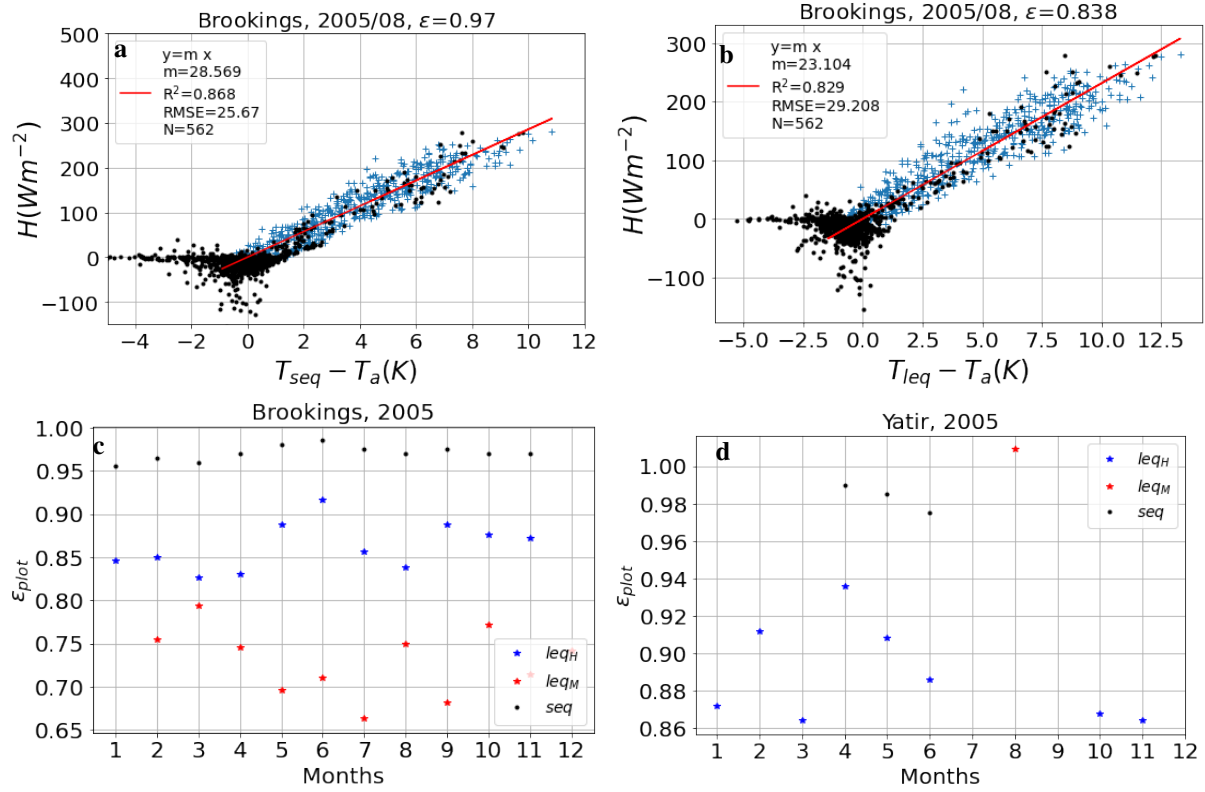 Brookings, 2005/08, ε=0.97
a
y=m x
m=28.569
R²=0.868
RMSE=25.67
N=562
500
400
300
200
100
0
−100
H(Wm⁻²)
−4 −2 0 2 4 6 8 10 12
T_seq − T_a(K)
Brookings, 2005/08, ε=0.838
b
y=m x
m=23.104
R²=0.829
RMSE=29.208
N=562
300
200
100
0
−100
H(Wm⁻²)
−5.0 −2.5 0.0 2.5 5.0 7.5 10.0 12.5
T_leq − T_a(K)
Brookings, 2005
c
1.00
0.95
0.90
0.85
0.80
0.75
0.70
0.65
ε_plot
leq_H
leq_M
seq
1 2 3 4 5 6 7 8 9 10 11 12
Months
Yatir, 2005
d
1.00
0.98
0.96
0.94
0.92
0.90
0.88
0.86
ε_plot
leq_H
leq_M
seq
1 2 3 4 5 6 7 8 9 10 11 12
Months